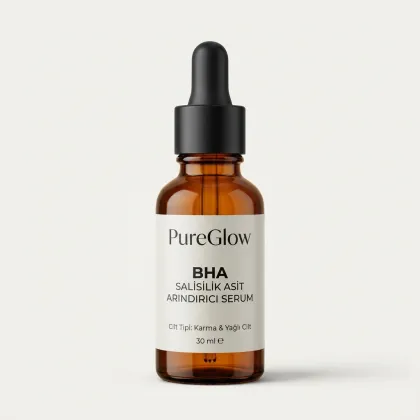 PureGlow
BHA
SALİSİLİK ASİT
ARINDIRICI SERUM
Cilt Tipi: Karma & Yağlı Cilt
30 ml ℮